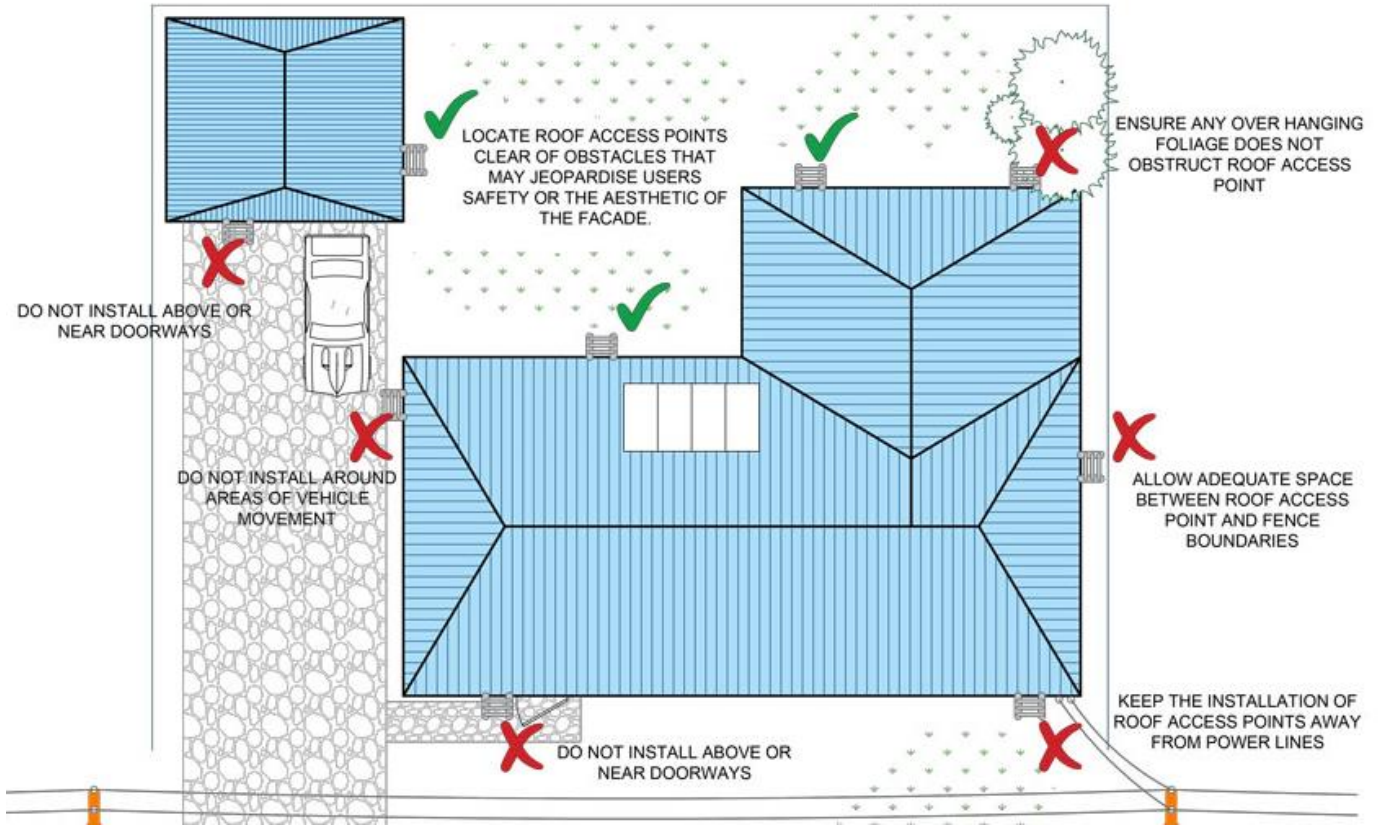 LOCATE ROOF ACCESS POINTS
CLEAR OF OBSTACLES THAT
MAY JEOPARDISE USERS
SAFETY OR THE AESTHETIC OF
THE FACADE.
ENSURE ANY OVER HANGING
FOLIAGE DOES NOT
OBSTRUCT ROOF ACCESS
POINT
DO NOT INSTALL ABOVE OR
NEAR DOORWAYS
DO NOT INSTALL AROUND
AREAS OF VEHICLE
MOVEMENT
ALLOW ADEQUATE SPACE
BETWEEN ROOF ACCESS
POINT AND FENCE
BOUNDARIES
DO NOT INSTALL ABOVE OR
NEAR DOORWAYS
KEEP THE INSTALLATION OF
ROOF ACCESS POINTS AWAY
FROM POWER LINES